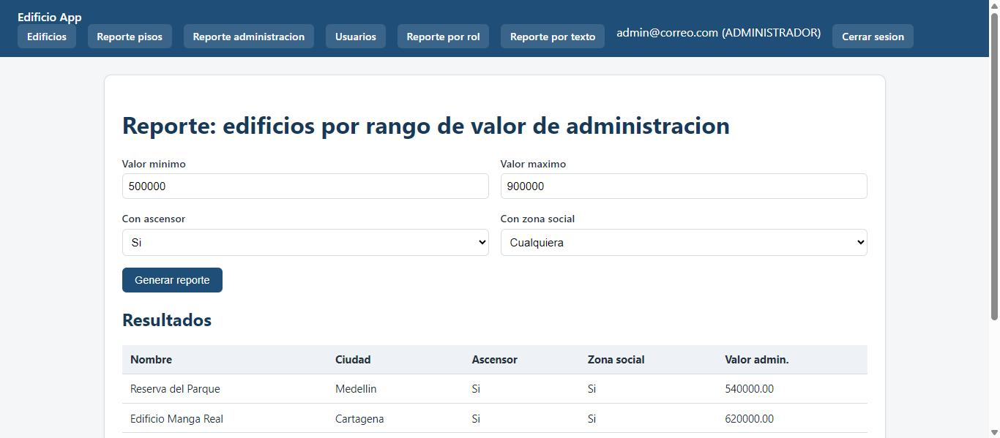 Edificio App
Edificios Reporte pisos Reporte administracion Usuarios Reporte por rol Reporte por texto admin@correo.com (ADMINISTRADOR) Cerrar sesion
Reporte: edificios por rango de valor de administracion
Valor minimo Valor maximo
500000 900000
Con ascensor Con zona social
Si Cualquiera
Generar reporte
Resultados
Nombre Ciudad Ascensor Zona social Valor admin.
Reserva del Parque Medellin Si Si 540000.00
Edificio Manga Real Cartagena Si Si 620000.00